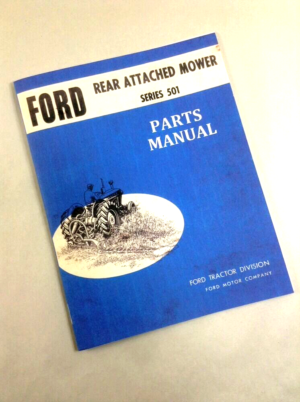 FORD
REAR ATTACHED MOWER
SERIES 501
PARTS
MANUAL
FORD TRACTOR DIVISION
FORD MOTOR COMPANY